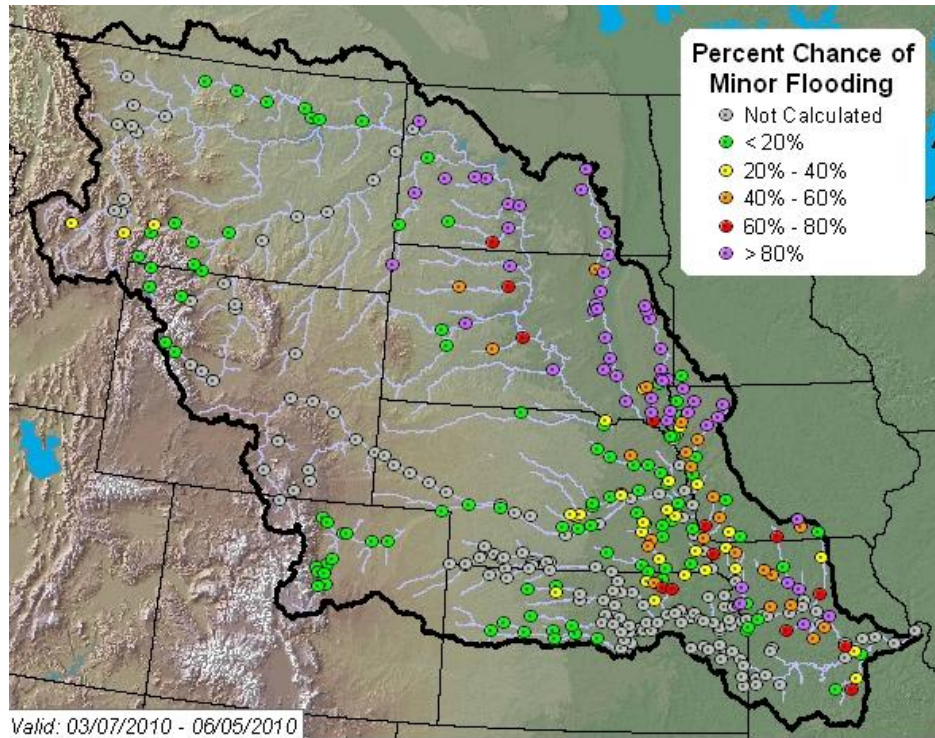 Percent Chance of
Minor Flooding
Not Calculated
< 20%
20% - 40%
40% - 60%
60% - 80%
> 80%
Valid: 03/07/2010 - 06/05/2010